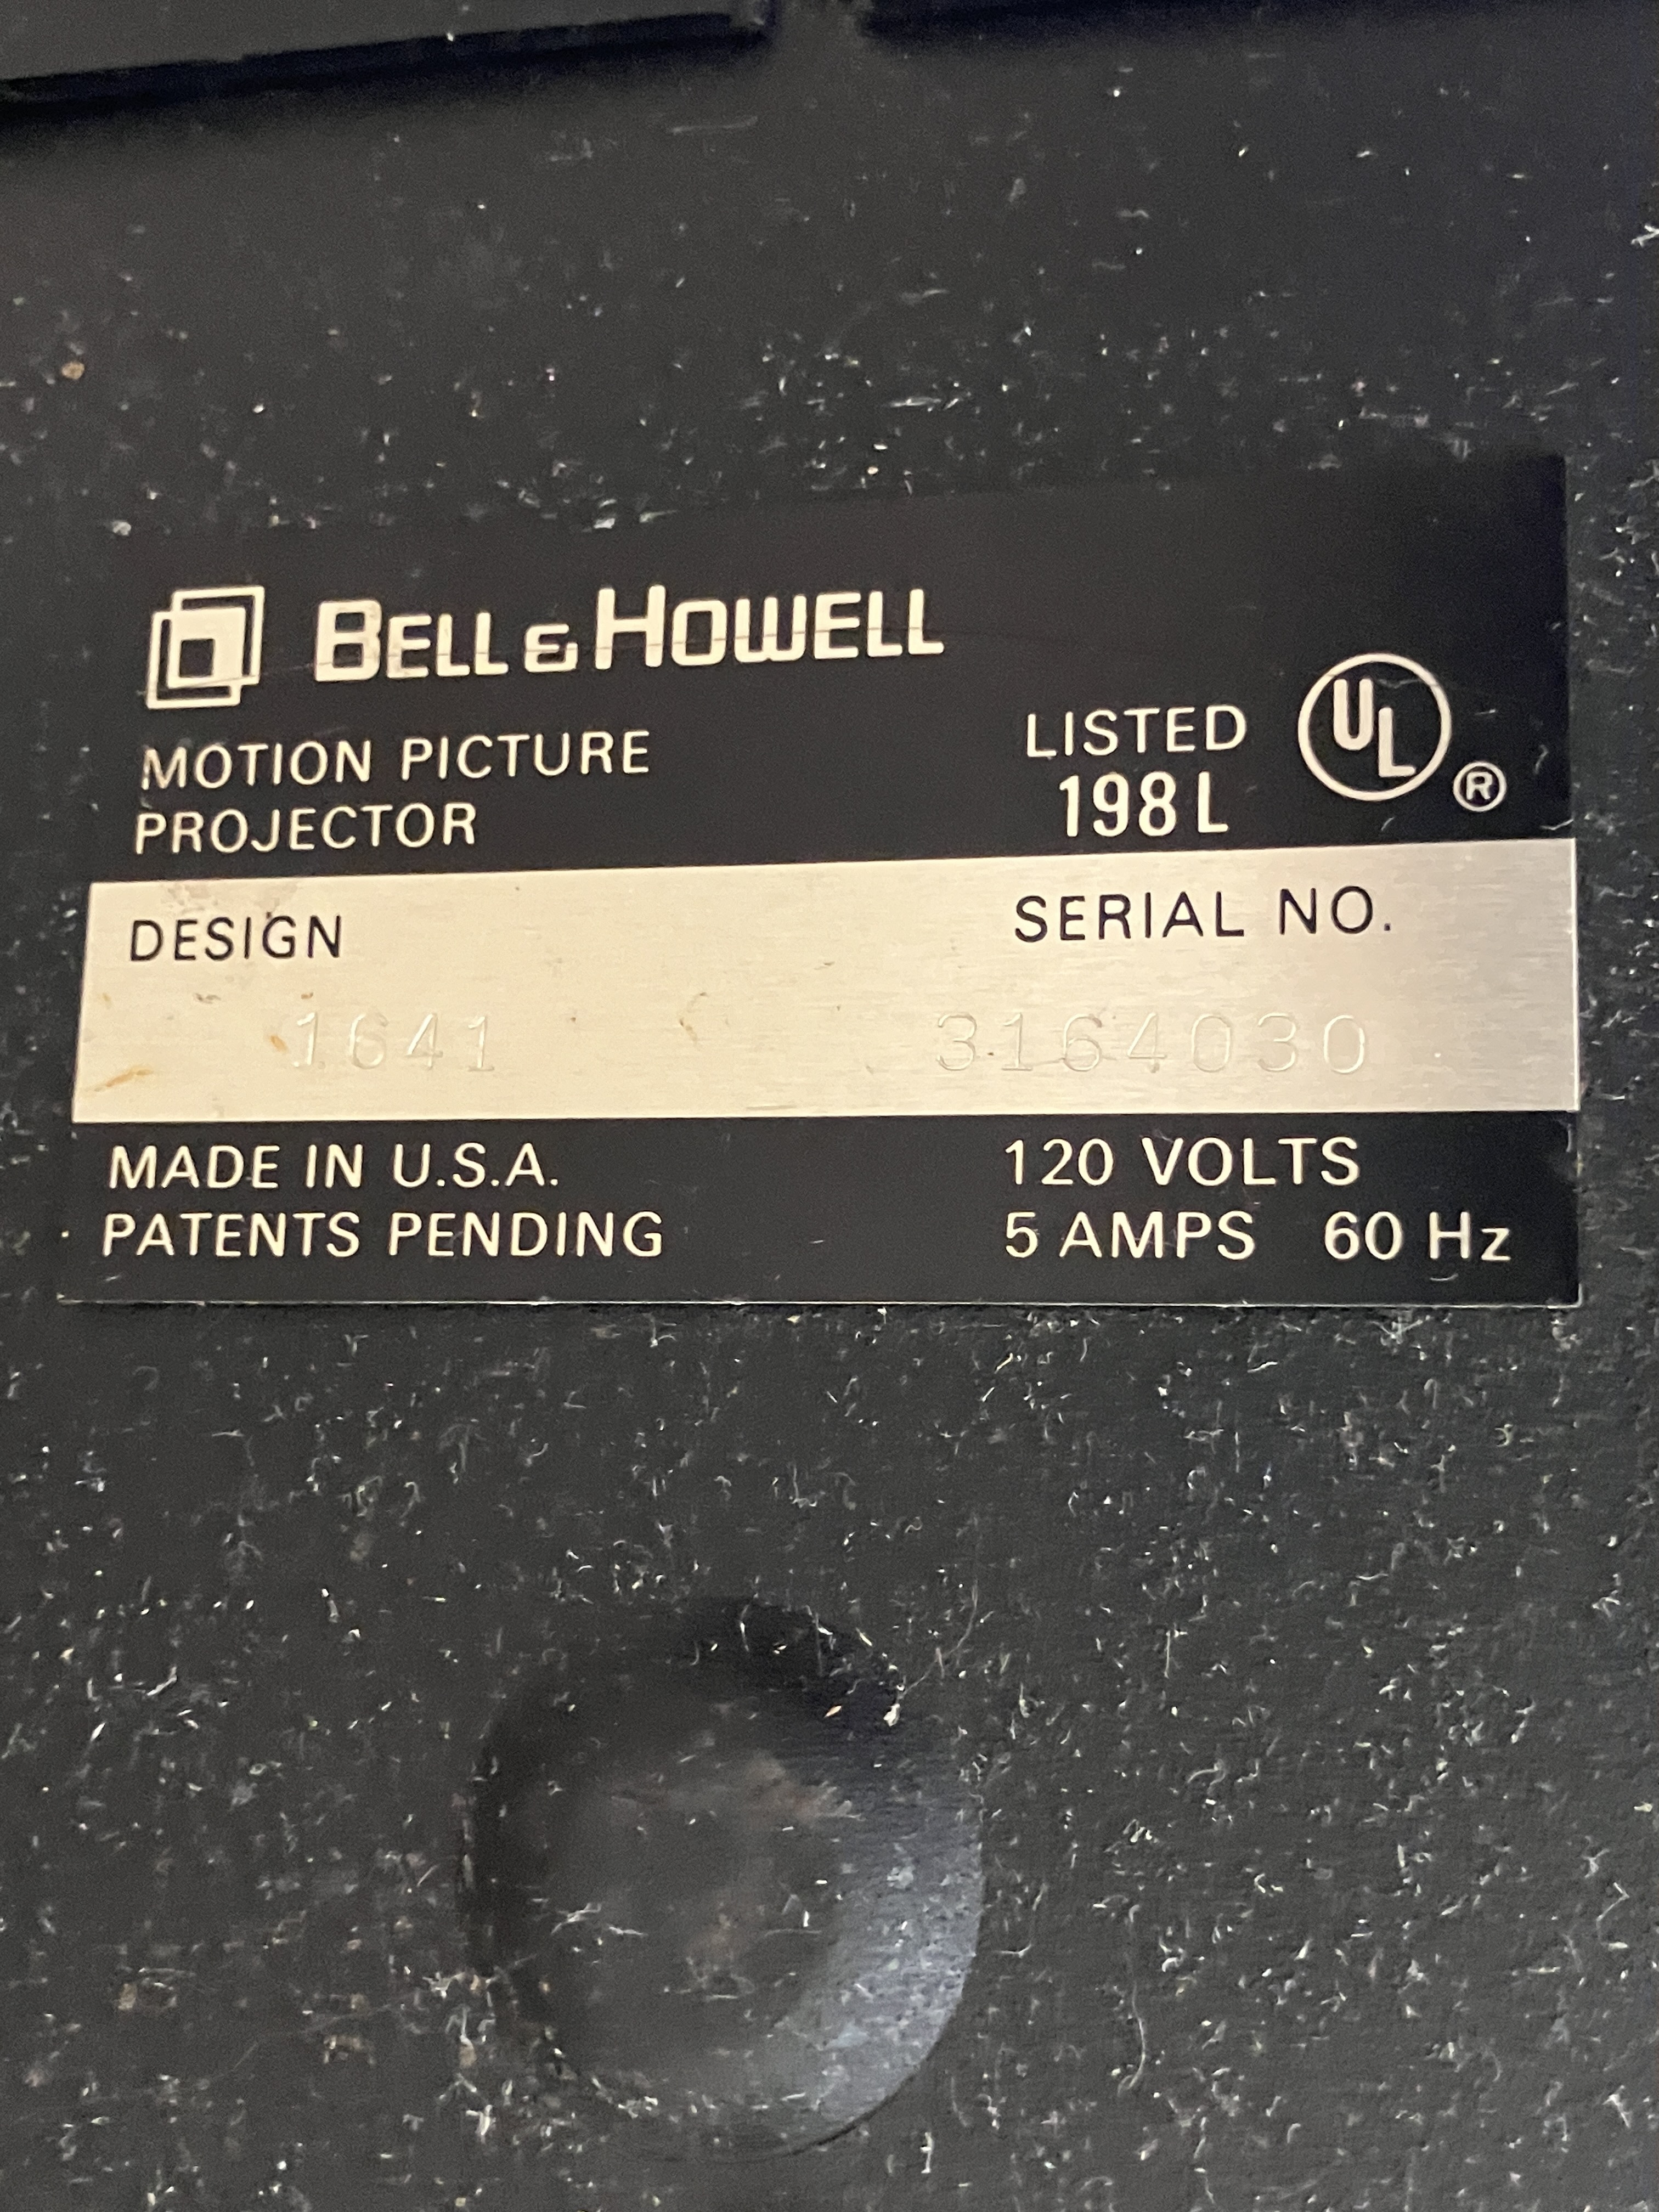 BELL & HOWELL
MOTION PICTURE
PROJECTOR
LISTED UL ®
198 L
DESIGN SERIAL NO.
1641 3164030
MADE IN U.S.A. 120 VOLTS
PATENTS PENDING 5 AMPS 60 Hz